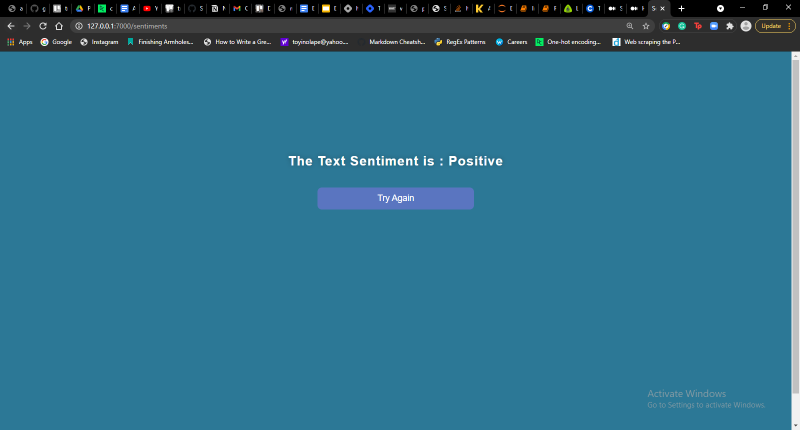 127.0.0.1:7000/sentiments
Update
Apps
Google
Instagram
Finishing Armholes...
How to Write a Gre...
toyinolape@yahoo....
Markdown Cheatsh...
RegEx Patterns
Careers
One-hot encoding...
Web scraping the P...
The Text Sentiment is : Positive
Try Again
Activate Windows
Go to Settings to activate Windows.